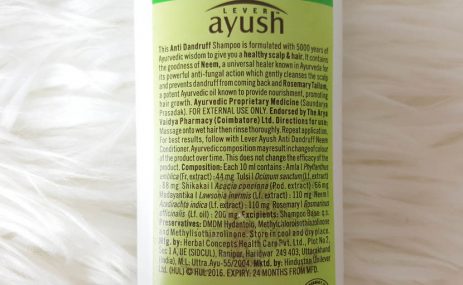 LEVER
ayush
This Anti Dandruff Shampoo is formulated with 5000 years of
Ayurvedic wisdom to give you a healthy scalp & hair. It contains
the goodness of Neem, a universal healer known in Ayurveda for
its powerful anti-fungal action which gently cleanses the scalp
and prevents dandruff from coming back and Rosemary Tailum,
a potent Ayurvedic oil known to provide nourishment, promoting
hair growth. Ayurvedic Proprietary Medicine (Saundarya
Prasadak). FOR EXTERNAL USE ONLY. Endorsed by The Arya
Vaidya Pharmacy (Coimbatore) Ltd. Directions for use:
Massage onto wet hair then rinse thoroughly. Repeat application.
For best results, follow with Lever Ayush Anti Dandruff Neem
Conditioner. Ayurvedic composition may result in change of colour
of the product over time. This does not change the efficacy of the
product. Composition: Each 10 ml contains : Amla I Phyllanthus
emblica (Fr. extract) : 44 mg Tulsi I Ocimum sanctum (Lf. extract)
: 88 mg Shikakai I Acacia concinna (Pod. extract) : 66 mg
Madayantika I Lawsonia inermis (Lf. extract) : 110 mg Neem I
Azadirachta indica (Lf. extract) : 110 mg Rosemary I Rosmarinus
officinalis (Lf. oil) : 200 mg. Excipients: Shampoo Base q.s.
Preservatives: DMDM Hydantoin, Methylchloroisothiazolinone
and Methylisothiazolinone. Store in cool and dry place.
Mfg. by: Herbal Concepts Health Care Pvt. Ltd., Plot No 7,
Sec 1 A, IIE (SIDCUL), Ranipur, Haridwar 249 403, Uttarakhand
(India), M.L. Uttra.Ayu-55/2004. Mktd. by: Hindustan Unilever
Ltd. (HUL) © HUL 2016. EXPIRY: 24 MONTHS FROM MFG.